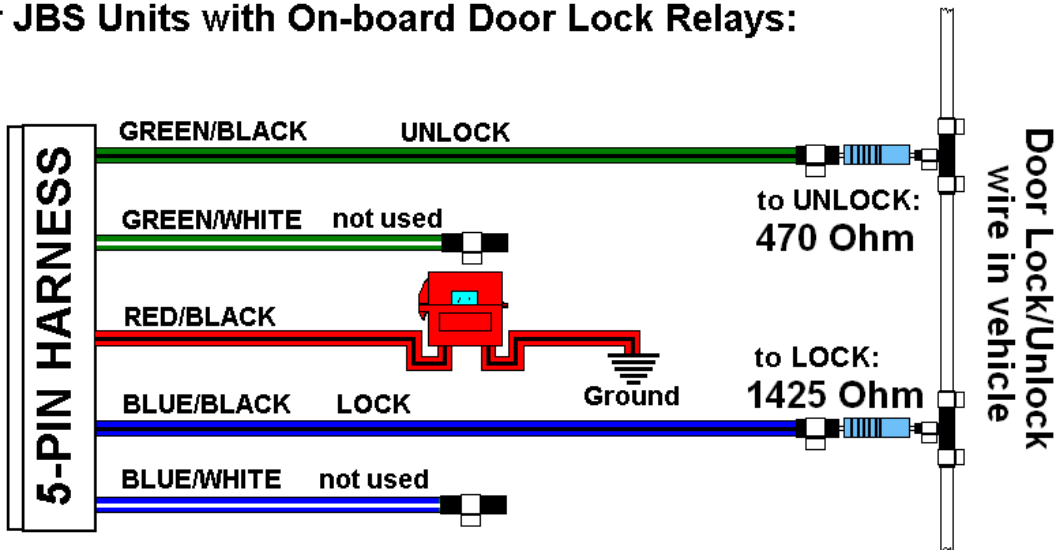 JBS Units with On-board Door Lock Relays:
5-PIN HARNESS
GREEN/BLACK UNLOCK
to UNLOCK:
470 Ohm
GREEN/WHITE not used
RED/BLACK
Ground
to LOCK:
1425 Ohm
BLUE/BLACK LOCK
BLUE/WHITE not used
Door Lock/Unlock
wire in vehicle